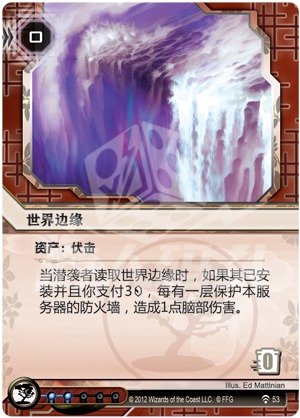 0
世界边缘
资产：伏击
当潜袭者读取世界边缘时，如果其已安
装并且你支付3，每有一层保护本服
务器的防火墙，造成1点脑部伤害。
0
Illus. Ed Mattinian
© 2012 Wizards of the Coast LLC. © FFG
53